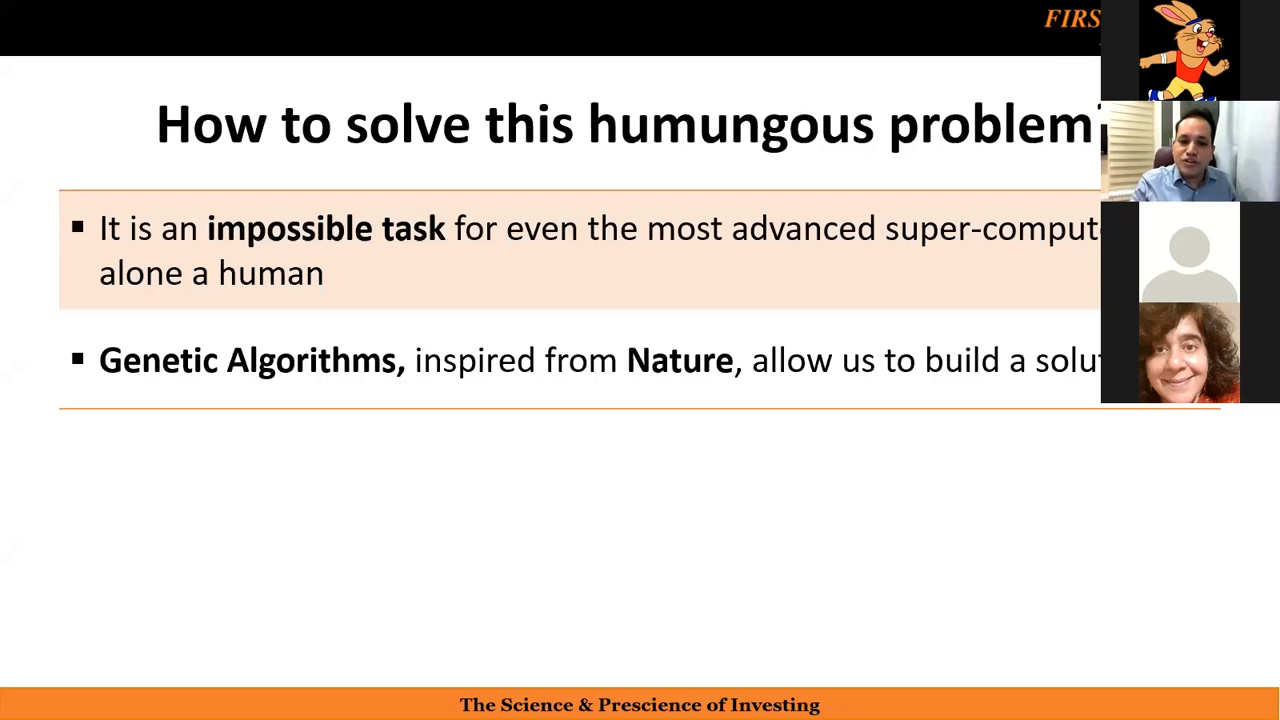 FIRS
How to solve this humungous problem
▪ It is an impossible task for even the most advanced super-comput
alone a human
▪ Genetic Algorithms, inspired from Nature, allow us to build a solut
The Science & Prescience of Investing